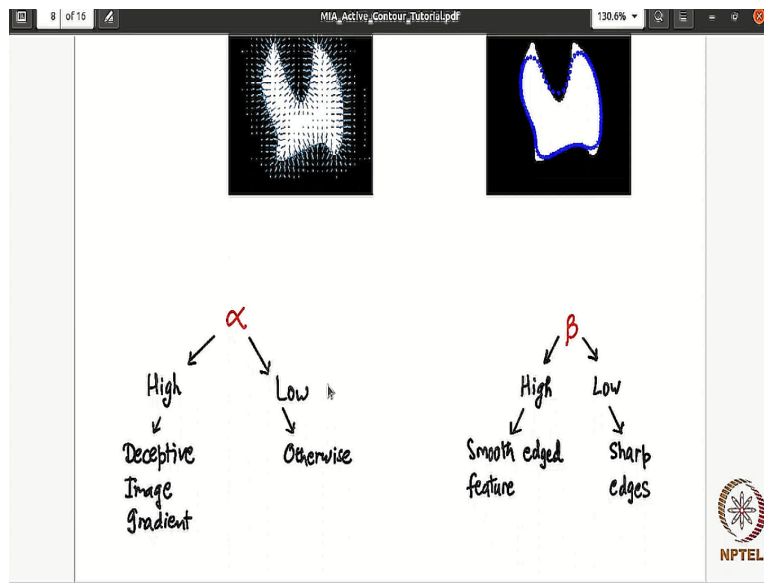 8 of 16 MIA_Active_Contour_Tutorial.pdf 130.6%
α β
High Low High Low
Deceptive Otherwise Smooth edged Sharp
Image feature edges
gradient
NPTEL